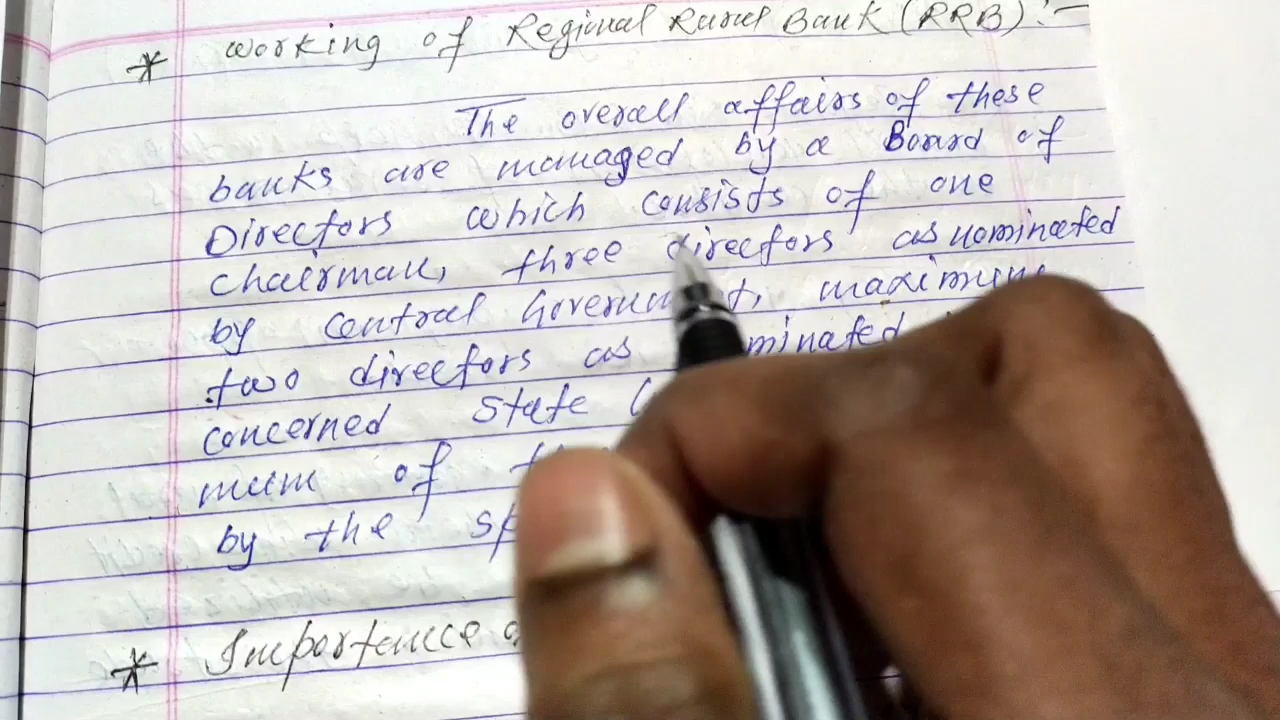 * Working of Regional Rural Bank (RRB):-
The overall affairs of these
banks are managed by a Board of
Directors which consists of one
chairman, three directors as nominated
by Central Government, maximum
two directors as
concerned State
mum of
by the
* Importance